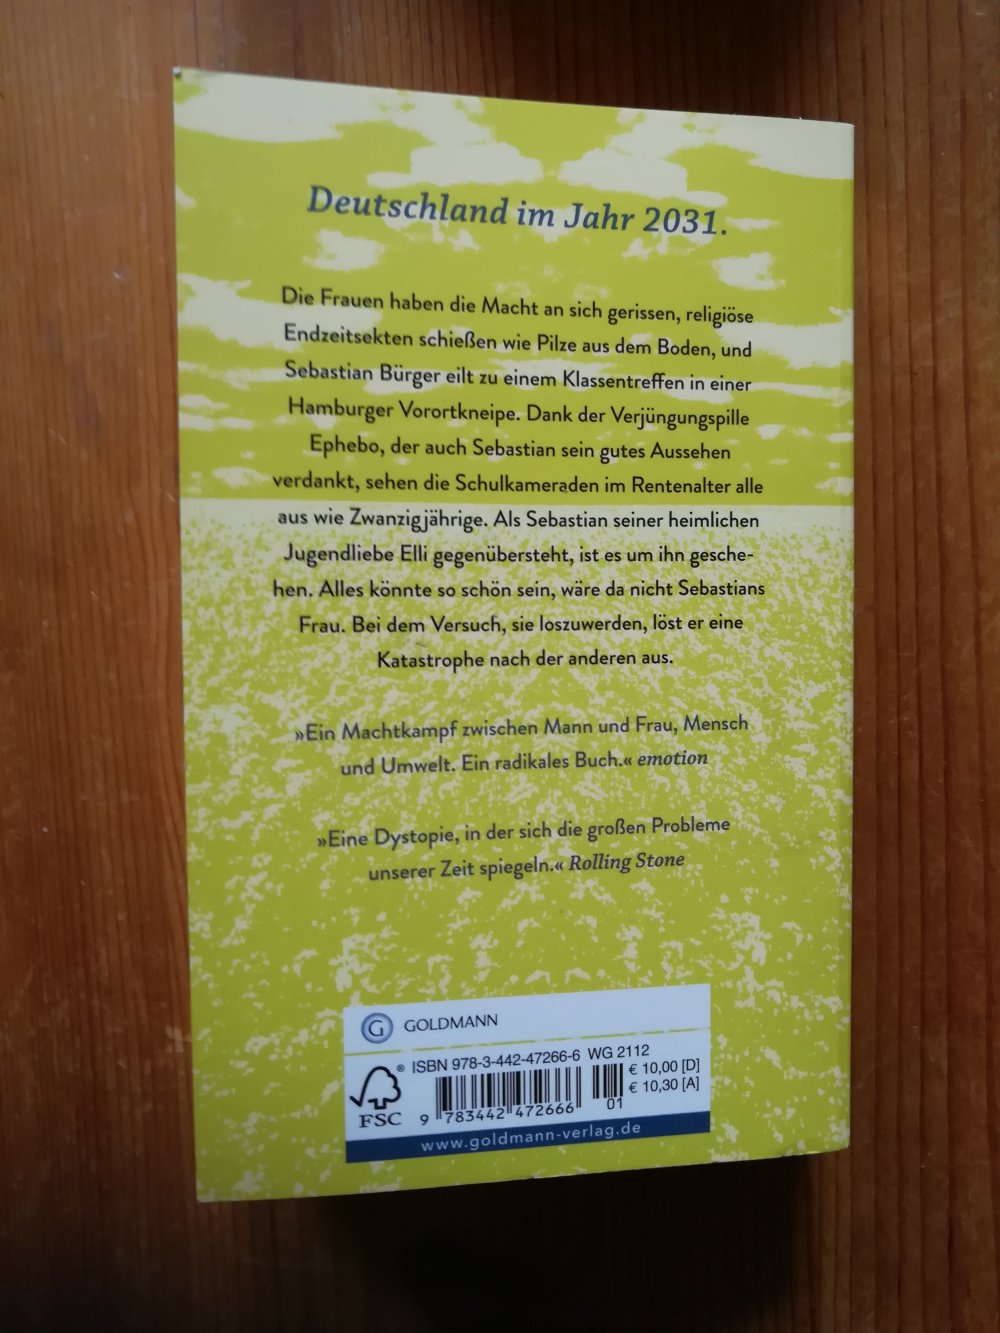 Deutschland im Jahr 2031.
Die Frauen haben die Macht an sich gerissen, religiöse
Endzeitsekten schießen wie Pilze aus dem Boden, und
Sebastian Bürger eilt zu einem Klassentreffen in einer
Hamburger Vorortkneipe. Dank der Verjüngungspille
Ephebo, der auch Sebastian sein gutes Aussehen
verdankt, sehen die Schulkameraden im Rentenalter alle
aus wie Zwanzigjährige. Als Sebastian seiner heimlichen
Jugendliebe Elli gegenübersteht, ist es um ihn gesche-
hen. Alles könnte so schön sein, wäre da nicht Sebastians
Frau. Bei dem Versuch, sie loszuwerden, löst er eine
Katastrophe nach der anderen aus.
»Ein Machtkampf zwischen Mann und Frau, Mensch
und Umwelt. Ein radikales Buch.« emotion
»Eine Dystopie, in der sich die großen Probleme
unserer Zeit spiegeln.« Rolling Stone
G GOLDMANN
ISBN 978-3-442-47266-6 WG 2112
€ 10,00 [D]
€ 10,30 [A]
® FSC
9 783442 472666 01
www.goldmann-verlag.de